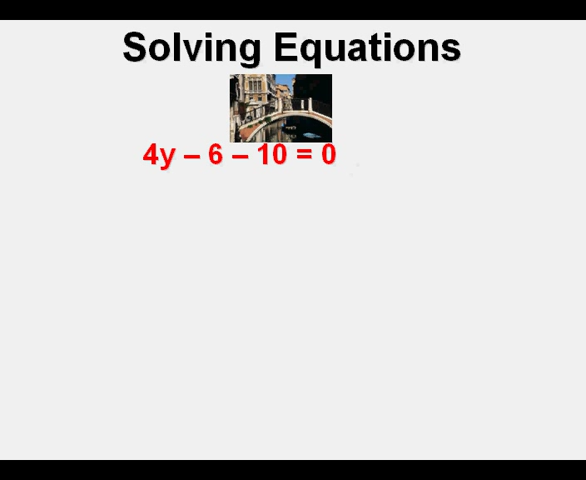 Solving Equations
4y – 6 – 10 = 0